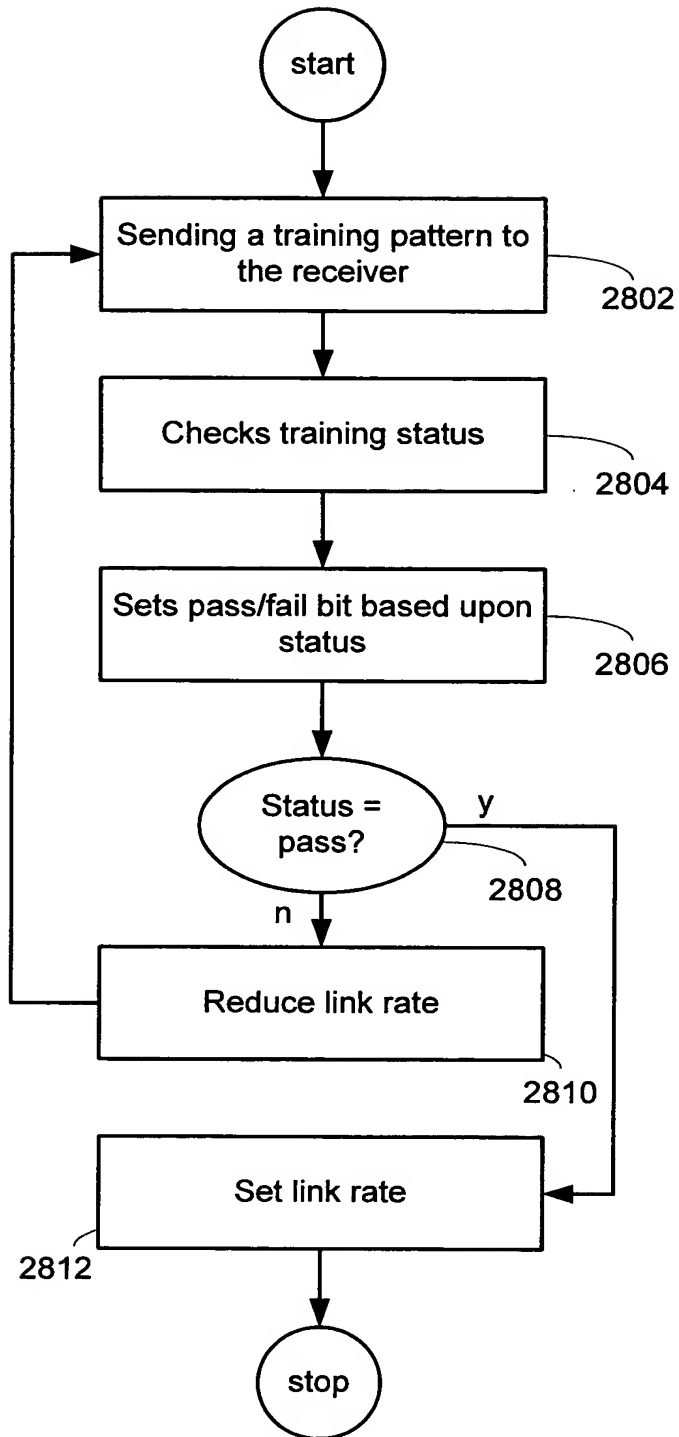 start
Sending a training pattern to
the receiver
2802
Checks training status
2804
Sets pass/fail bit based upon
status
2806
Status =
pass?
y
2808
n
Reduce link rate
2810
Set link rate
2812
stop